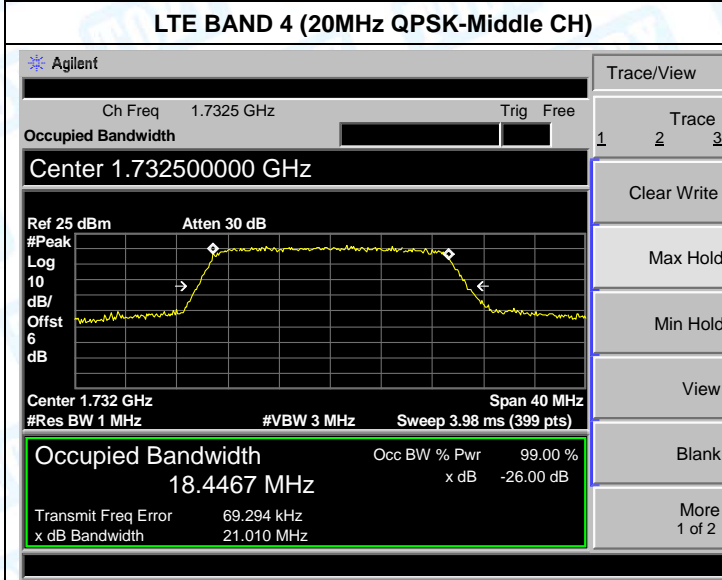 LTE BAND 4 (20MHz QPSK-Middle CH)
Agilent
Trace/View
Ch Freq 1.7325 GHz Trig Free
Occupied Bandwidth
Trace
1 2 3
Center 1.732500000 GHz
Clear Write
Ref 25 dBm Atten 30 dB
#Peak
Log
10
dB/
Offst
6
dB
Max Hold
Min Hold
Center 1.732 GHz Span 40 MHz
#Res BW 1 MHz #VBW 3 MHz Sweep 3.98 ms (399 pts)
View
Occupied Bandwidth Occ BW % Pwr 99.00 %
18.4467 MHz x dB -26.00 dB
Blank
Transmit Freq Error 69.294 kHz
x dB Bandwidth 21.010 MHz
More
1 of 2